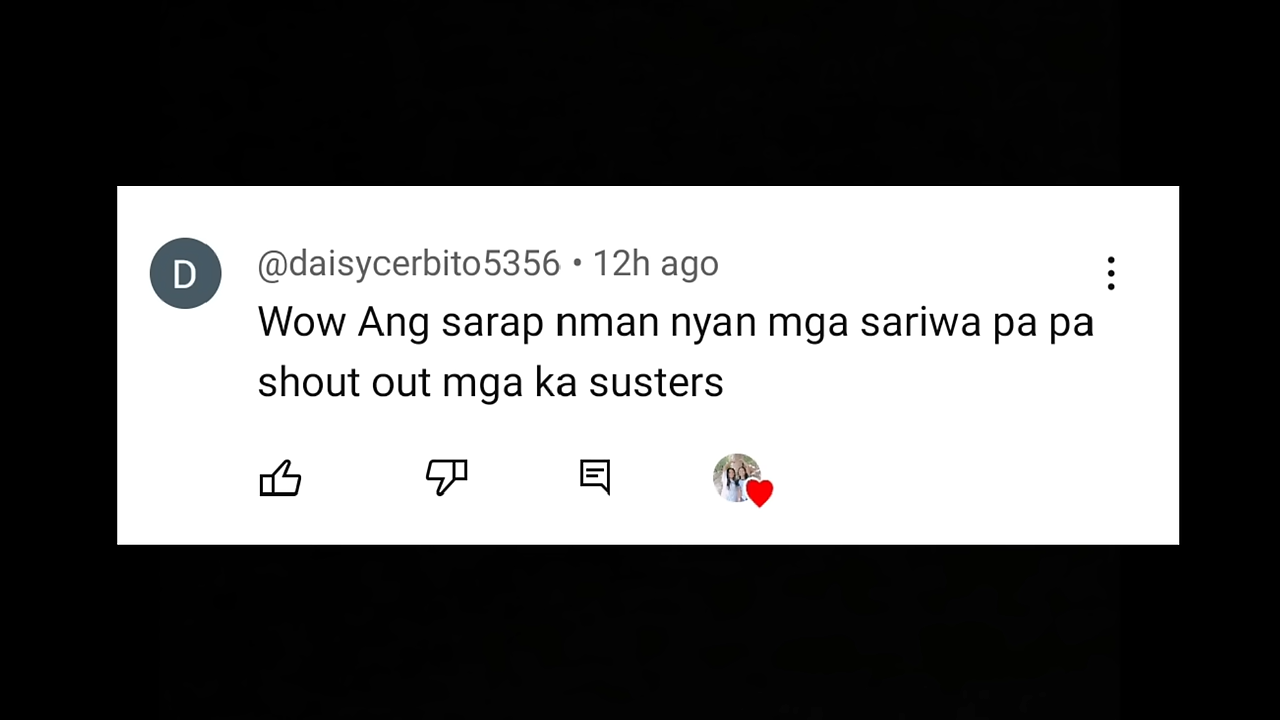 D
@daisycerbito5356 • 12h ago
Wow Ang sarap nman nyan mga sariwa pa pa
shout out mga ka susters